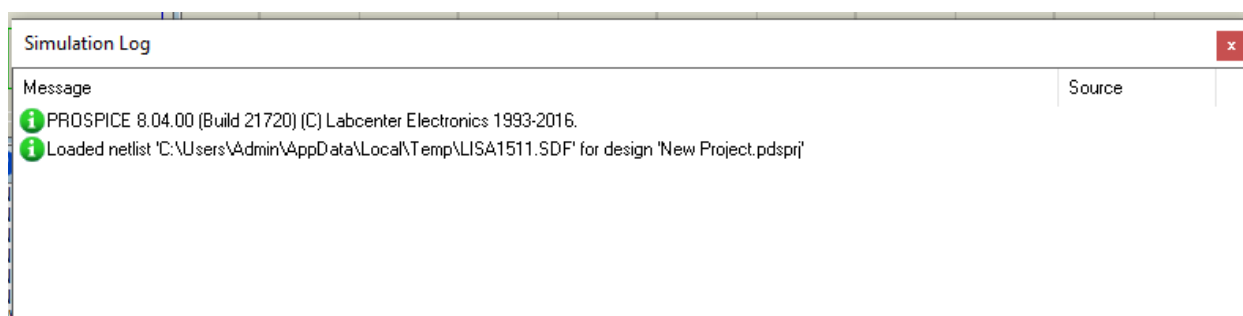 Simulation Log
x
Message Source
PROSPICE 8.04.00 (Build 21720) (C) Labcenter Electronics 1993-2016.
Loaded netlist 'C:\Users\Admin\AppData\Local\Temp\LISA1511.SDF' for design 'New Project.pdsprj'